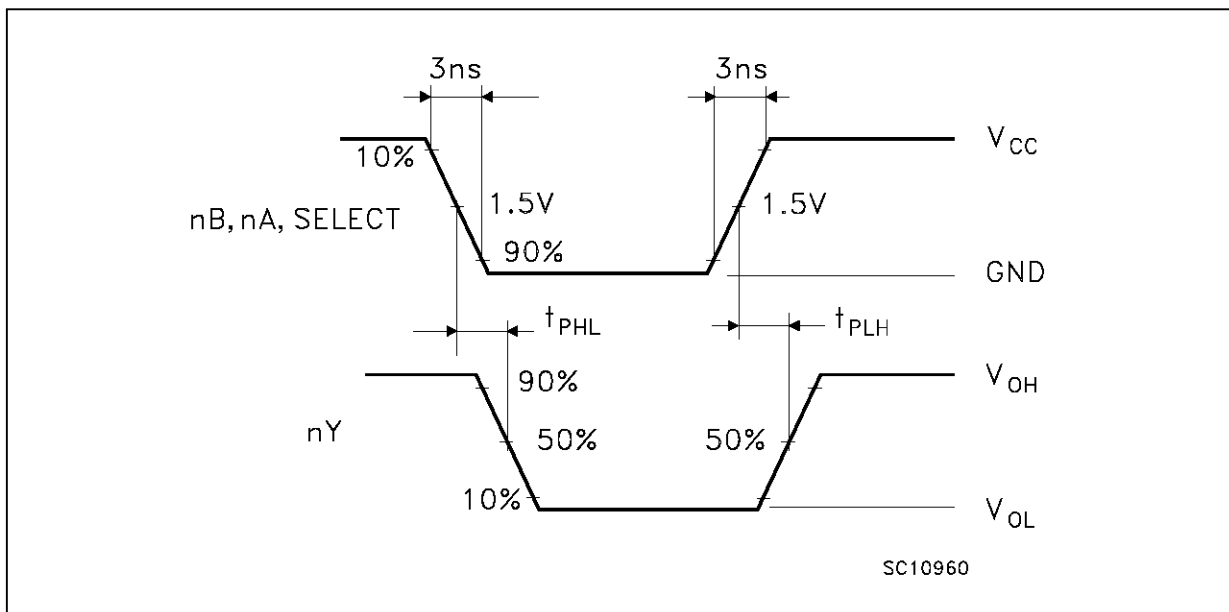 3ns 3ns
V_CC
10%
nB, nA, SELECT 1.5V 1.5V
90%
GND
t_PHL t_PLH
90% V_OH
nY 50% 50%
10% V_OL
SC10960